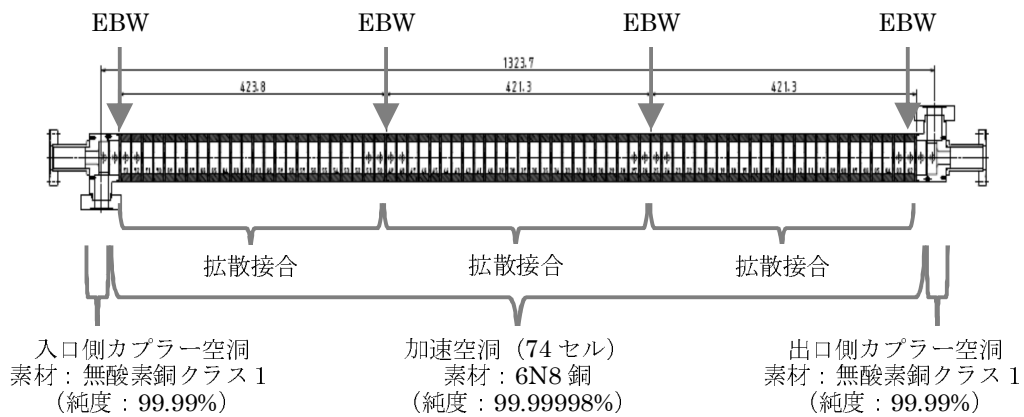 EBW EBW EBW EBW
1323.7
423.8 421.3 421.3
拡散接合 拡散接合 拡散接合
入口側カプラー空洞
素材：無酸素銅クラス1
（純度：99.99%）
加速空洞（74 セル）
素材：6N8 銅
（純度：99.99998%）
出口側カプラー空洞
素材：無酸素銅クラス1
（純度：99.99%）